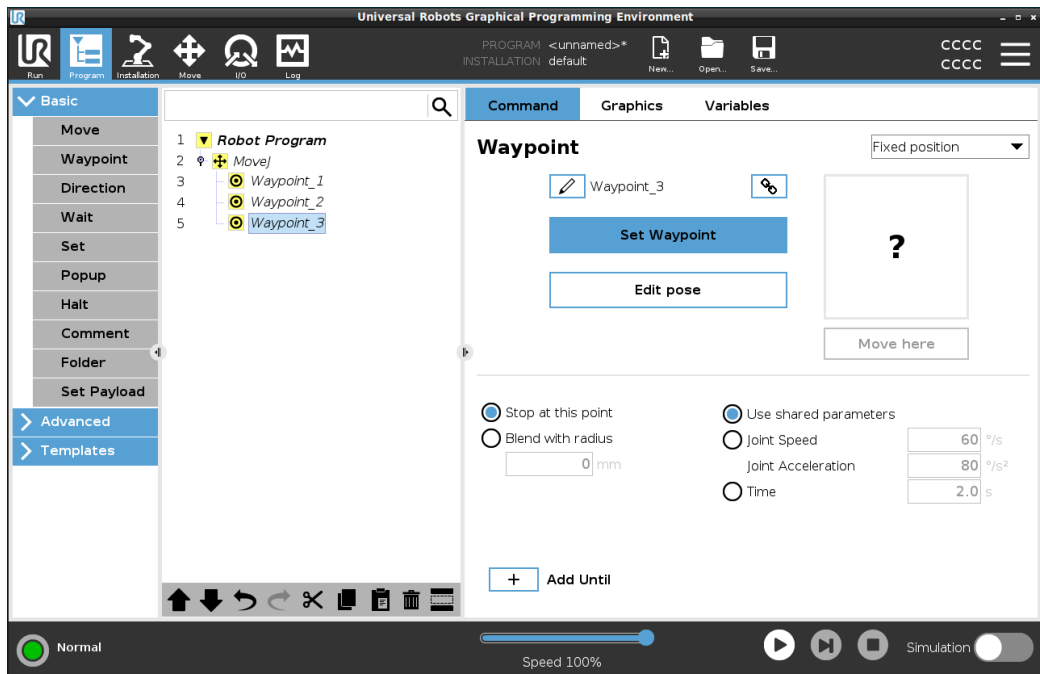 UR
Universal Robots Graphical Programming Environment
UR
Run
Program
Installation
Move
I/O
Log
PROGRAM <unnamed>*
INSTALLATION default
New...
Open...
Save...
CCCC
CCCC
Basic
Move
Waypoint
Direction
Wait
Set
Popup
Halt
Comment
Folder
Set Payload
Advanced
Templates
1 Robot Program
2 MoveJ
3 Waypoint_1
4 Waypoint_2
5 Waypoint_3
Command Graphics Variables
Waypoint
Fixed position
Waypoint_3
Set Waypoint
Edit pose
?
Move here
Stop at this point
Blend with radius
0 mm
Use shared parameters
Joint Speed 60 °/s
Joint Acceleration 80 °/s²
Time 2.0 s
+ Add Until
Normal
Speed 100%
Simulation